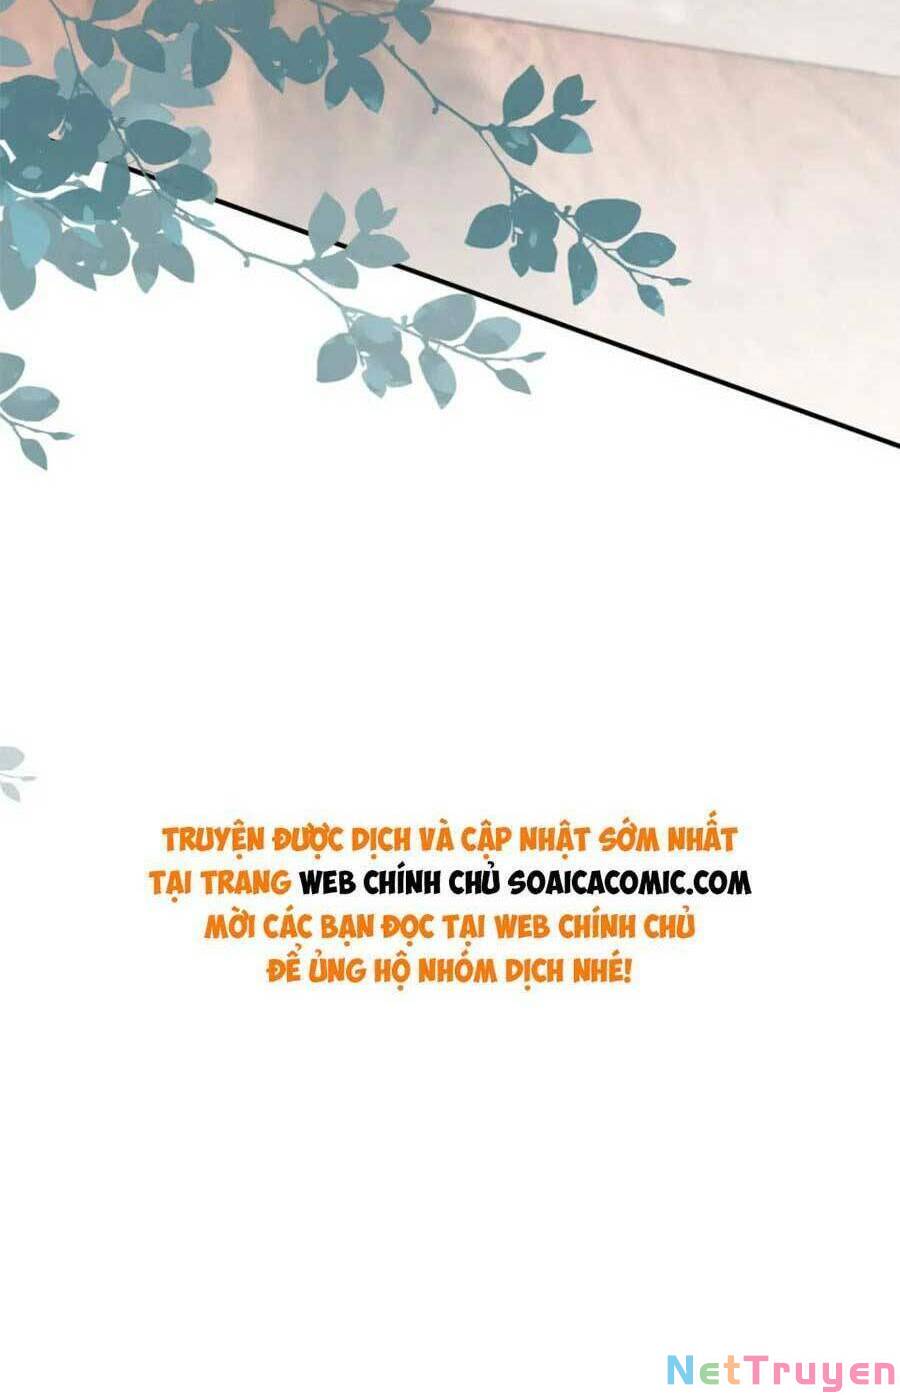 TRUYỆN ĐƯỢC DỊCH VÀ CẬP NHẬT SỚM NHẤT
TẠI TRANG WEB CHÍNH CHỦ SOAICACOMIC.COM
MỜI CÁC BẠN ĐỌC TẠI WEB CHÍNH CHỦ
ĐỂ ỦNG HỘ NHÓM DỊCH NHÉ!
NetTruyen